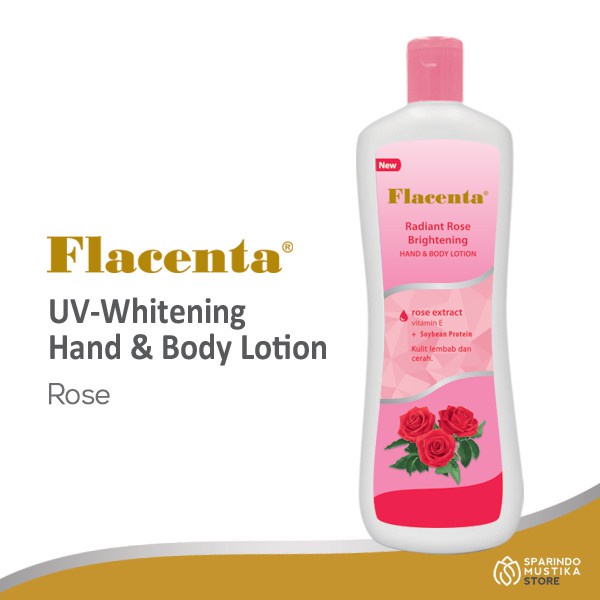 Flacenta®
UV-Whitening
Hand & Body Lotion
Rose
New
Flacenta®
Radiant Rose
Brightening
HAND & BODY LOTION
rose extract
vitamin E
+ Soybean Protein
Kulit lembab dan
cerah.
SPARINDO
MUSTIKA
STORE